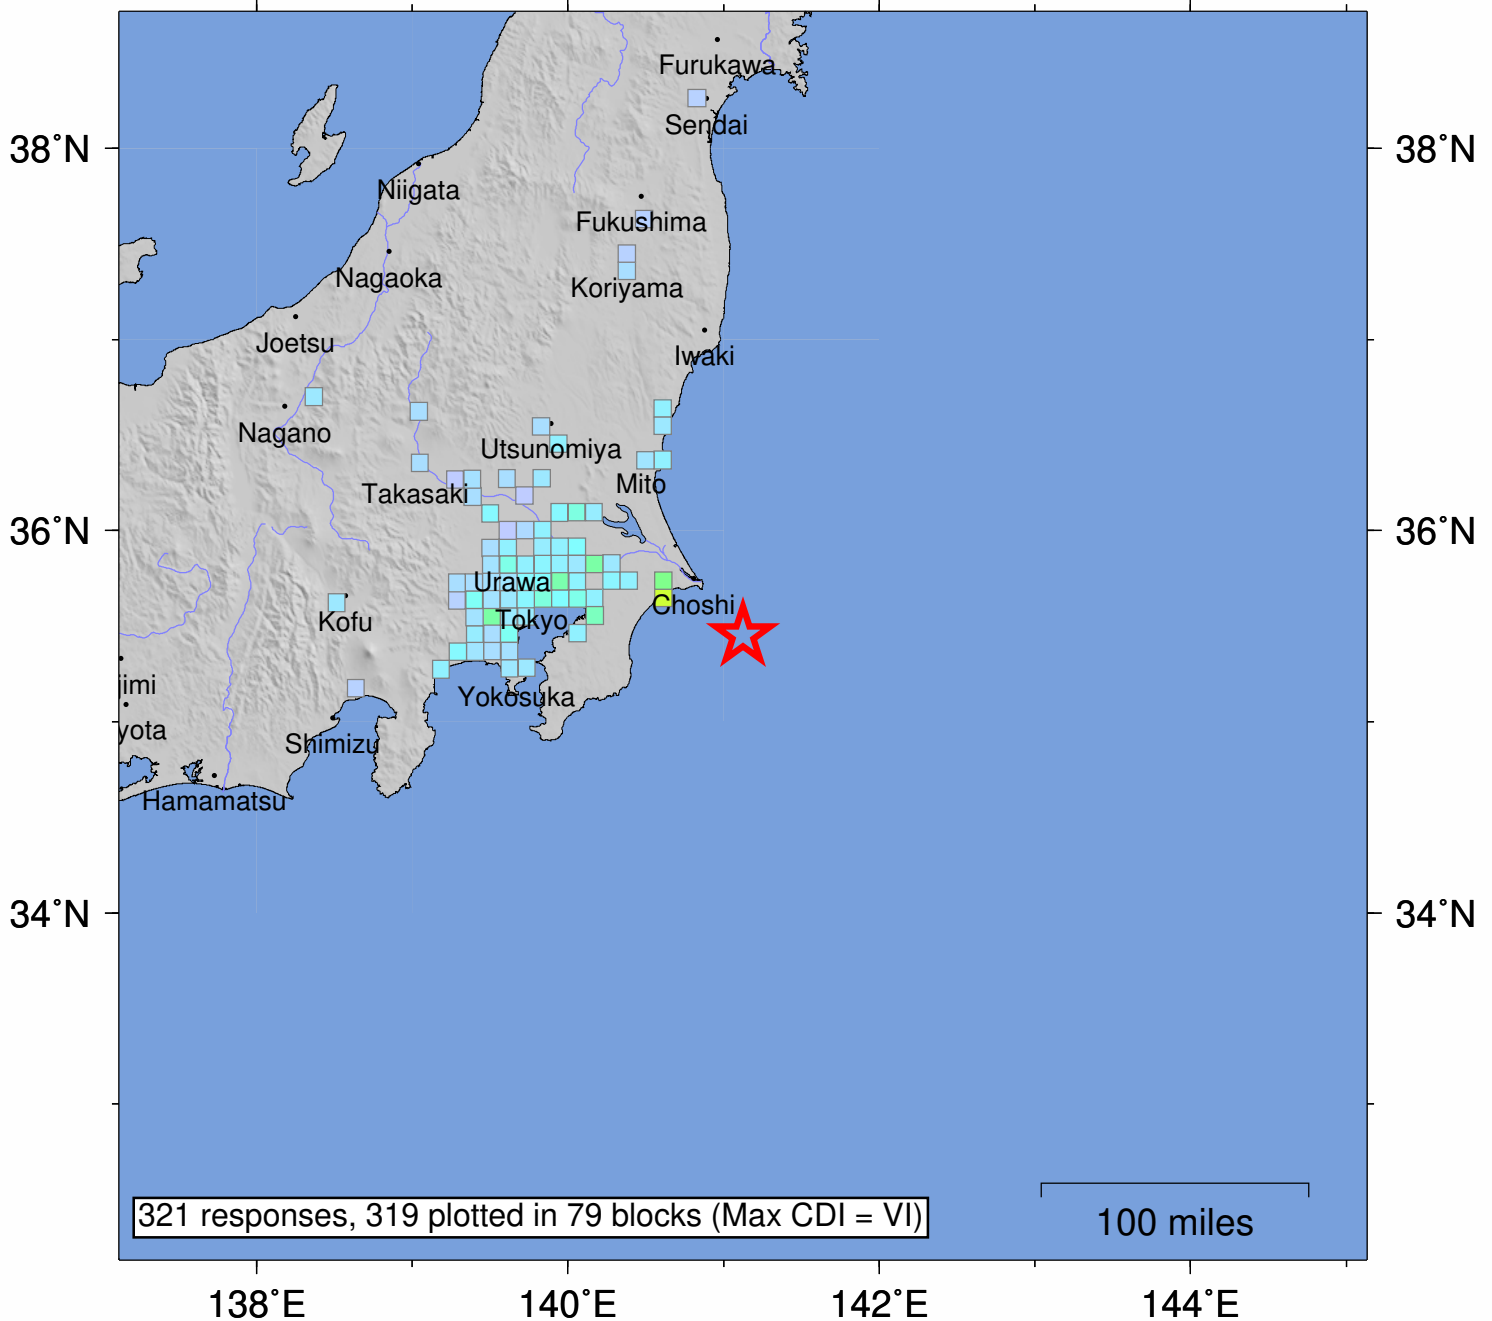 Furukawa
Sendai
38°N
38°N
Niigata
Fukushima
Nagaoka
Koriyama
Joetsu
Iwaki
Nagano
Utsunomiya
Takasaki
Mito
36°N
36°N
Urawa
Choshi
Kofu
Tokyo
jimi
Yokosuka
yota
Shimizu
Hamamatsu
34°N
34°N
321 responses, 319 plotted in 79 blocks (Max CDI = VI)
100 miles
138°E
140°E
142°E
144°E